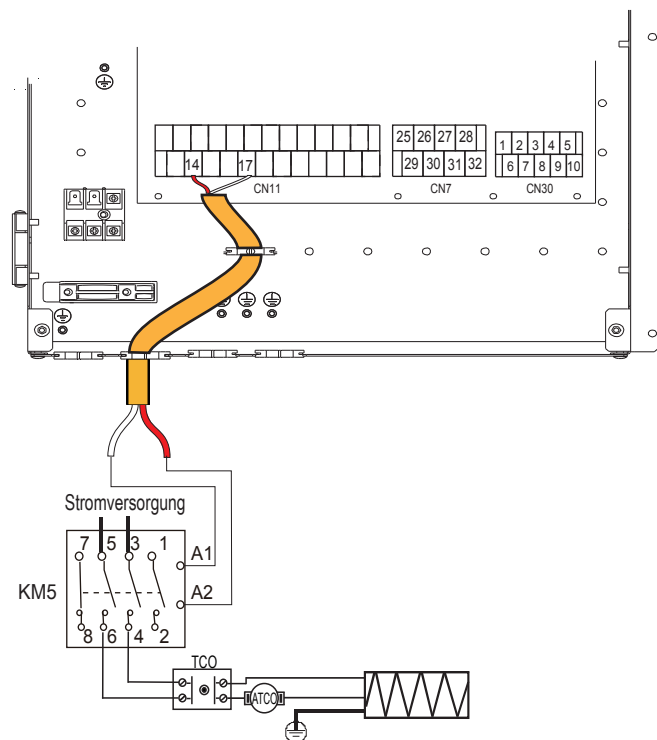 25 26 27 28
1 2 3 4 5
14 17
29 30 31 32
6 7 8 9 10
CN11
CN7
CN30
Stromversorgung
7 5 3 1
A1
KM5
A2
8 6 4 2
TCO
ATCO